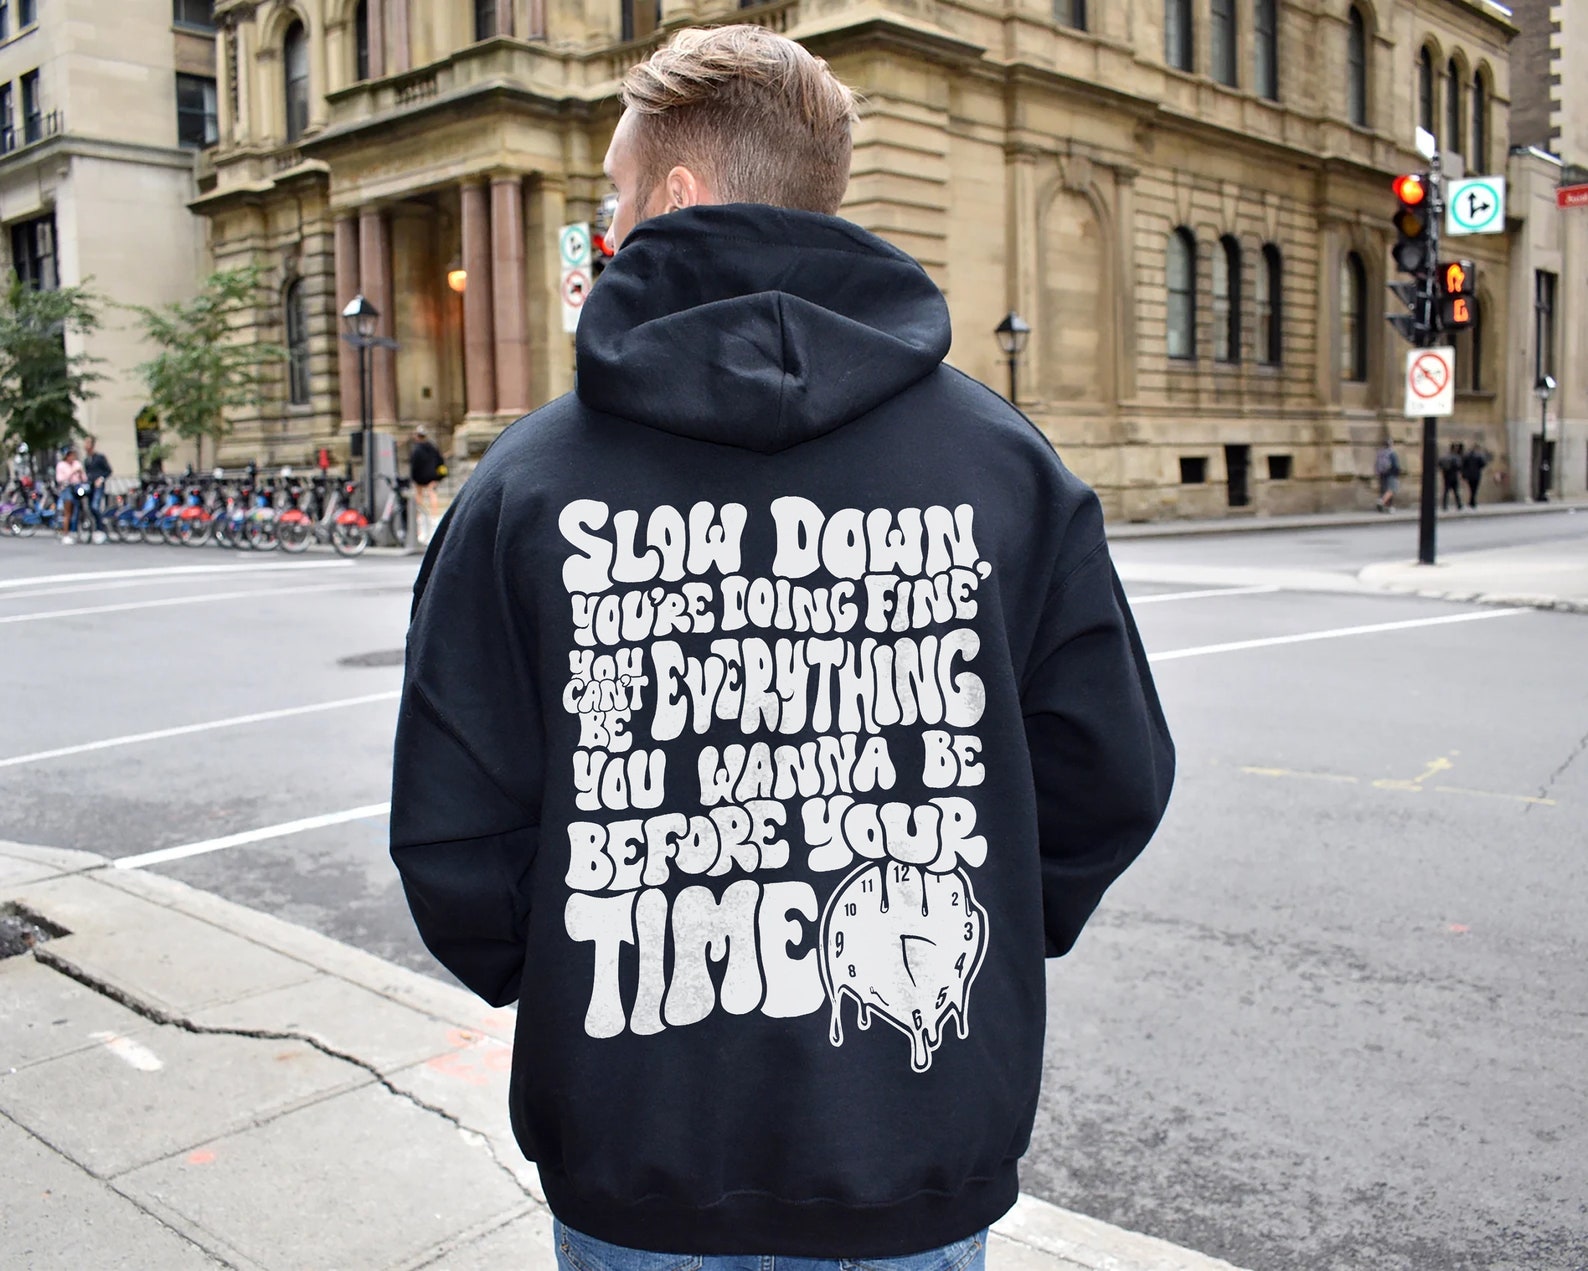 SLOW DOWN,
YOU'RE DOING FINE'
YOU CAN'T BE EVERYTHING
YOU WANNA BE
BEFORE YOUR
TIME
11 12 1
10 2
9 3
8 4
5
6